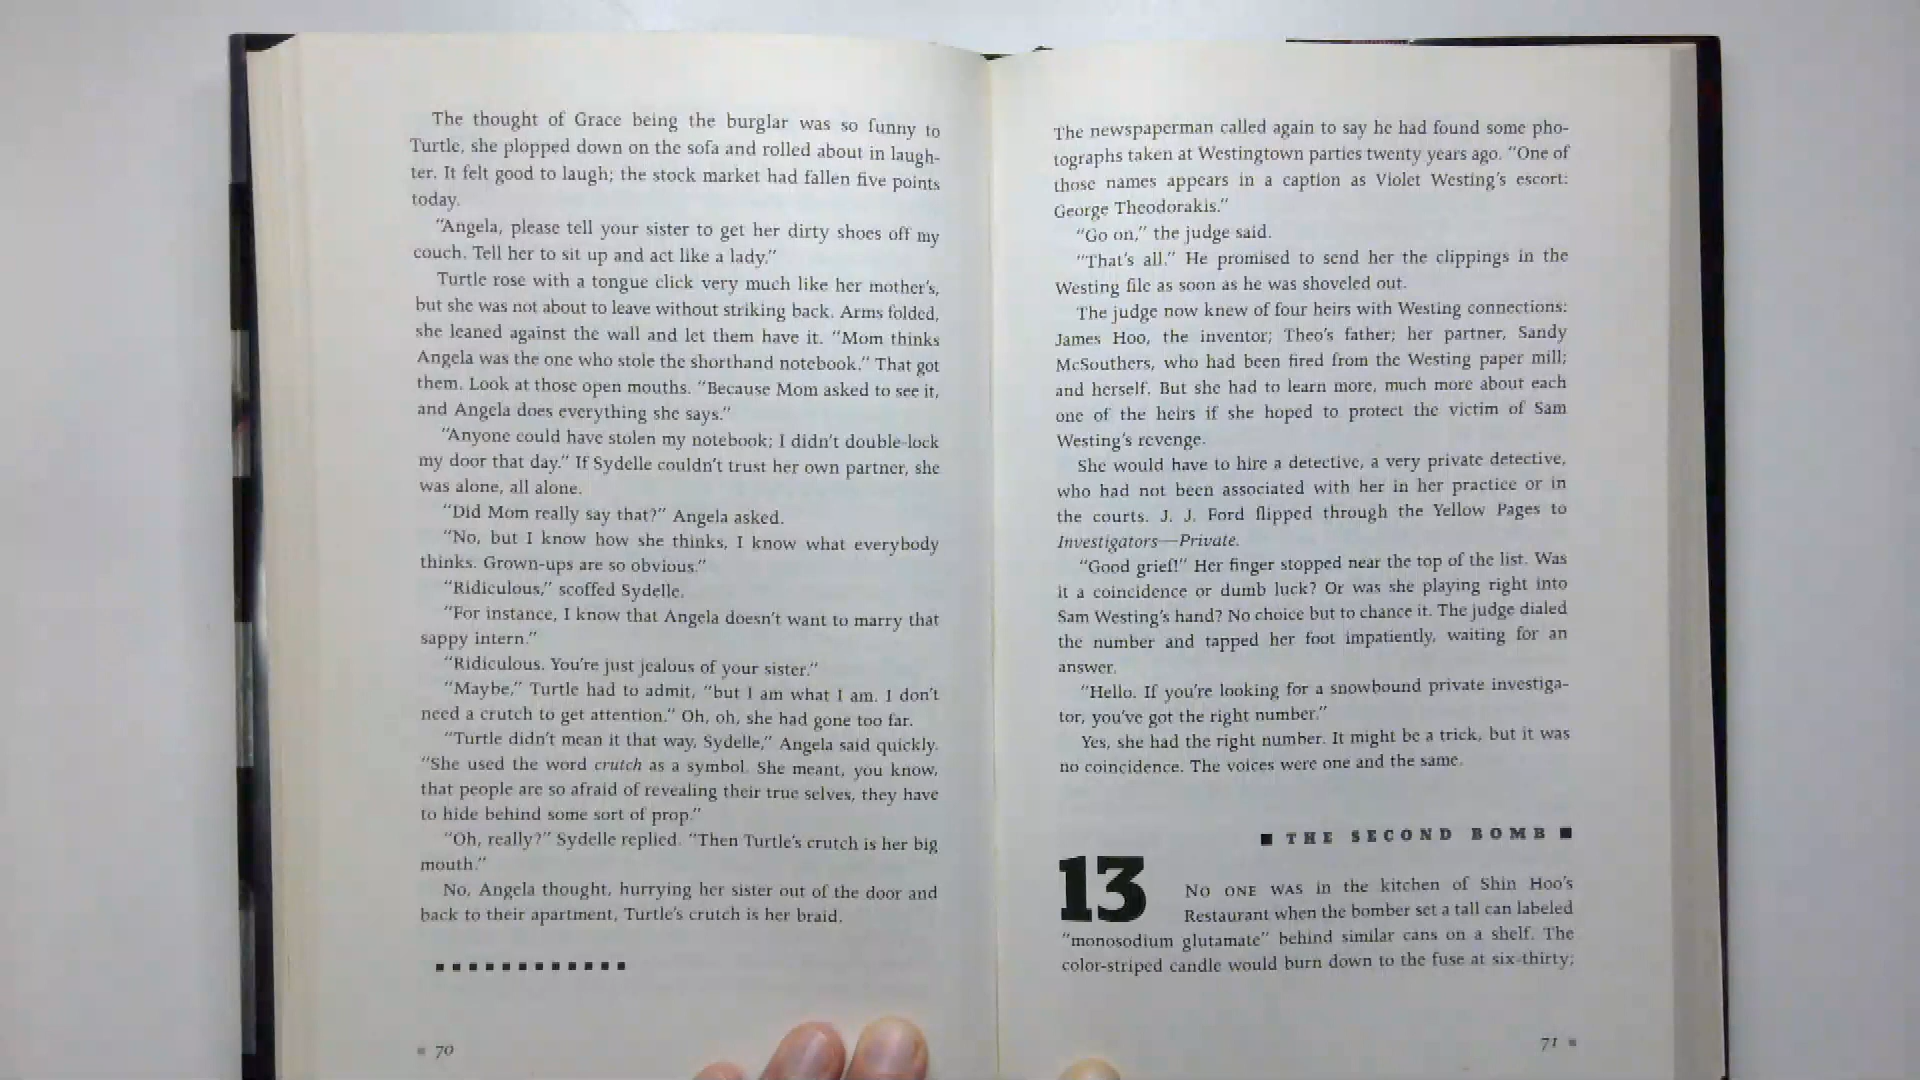 The thought of Grace being the burglar was so funny to
Turtle, she plopped down on the sofa and rolled about in laugh-
ter. It felt good to laugh; the stock market had fallen five points
today.
"Angela, please tell your sister to get her dirty shoes off my
couch. Tell her to sit up and act like a lady."
Turtle rose with a tongue click very much like her mother's,
but she was not about to leave without striking back. Arms folded,
she leaned against the wall and let them have it. "Mom thinks
Angela was the one who stole the shorthand notebook." That got
them. Look at those open mouths. "Because Mom asked to see it,
and Angela does everything she says."
"Anyone could have stolen my notebook; I didn't double-lock
my door that day." If Sydelle couldn't trust her own partner, she
was alone, all alone.
"Did Mom really say that?" Angela asked.
"No, but I know how she thinks, I know what everybody
thinks. Grown-ups are so obvious."
"Ridiculous," scoffed Sydelle.
"For instance, I know that Angela doesn't want to marry that
sappy intern."
"Ridiculous. You're just jealous of your sister."
"Maybe," Turtle had to admit, "but I am what I am. I don't
need a crutch to get attention." Oh, oh, she had gone too far.
"Turtle didn't mean it that way, Sydelle," Angela said quickly.
"She used the word crutch as a symbol. She meant, you know,
that people are so afraid of revealing their true selves, they have
to hide behind some sort of prop."
"Oh, really?" Sydelle replied. "Then Turtle's crutch is her big
mouth."
No, Angela thought, hurrying her sister out of the door and
back to their apartment, Turtle's crutch is her braid.
70
The newspaperman called again to say he had found some pho-
tographs taken at Westingtown parties twenty years ago. "One of
those names appears in a caption as Violet Westing's escort:
George Theodorakis."
"Go on," the judge said.
"That's all." He promised to send her the clippings in the
Westing file as soon as he was shoveled out.
The judge now knew of four heirs with Westing connections:
James Hoo, the inventor; Theo's father; her partner, Sandy
McSouthers, who had been fired from the Westing paper mill;
and herself. But she had to learn more, much more about each
one of the heirs if she hoped to protect the victim of Sam
Westing's revenge.
She would have to hire a detective, a very private detective,
who had not been associated with her in her practice or in
the courts. J. J. Ford flipped through the Yellow Pages to
Investigators—Private.
"Good grief!" Her finger stopped near the top of the list. Was
it a coincidence or dumb luck? Or was she playing right into
Sam Westing's hand? No choice but to chance it. The judge dialed
the number and tapped her foot impatiently, waiting for an
answer.
"Hello. If you're looking for a snowbound private investiga-
tor, you've got the right number."
Yes, she had the right number. It might be a trick, but it was
no coincidence. The voices were one and the same.
THE SECOND BOMB
13
NO ONE WAS in the kitchen of Shin Hoo's
Restaurant when the bomber set a tall can labeled
"monosodium glutamate" behind similar cans on a shelf. The
color-striped candle would burn down to the fuse at six-thirty;
71